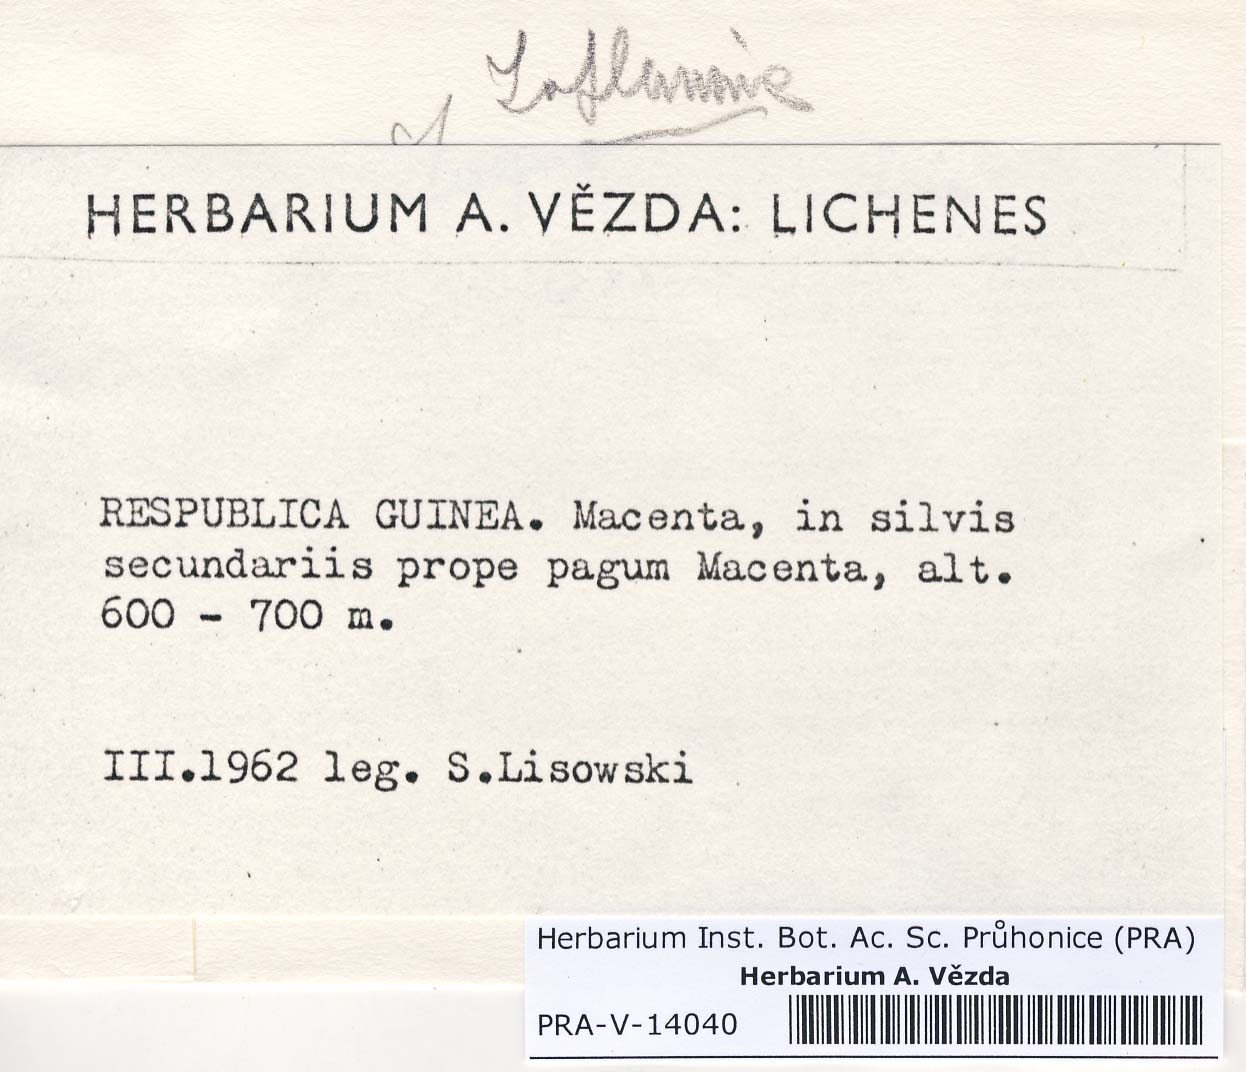 HERBARIUM A. VĚZDA: LICHENES
RESPUBLICA GUINEA. Macenta, in silvis
secundariis prope pagum Macenta, alt.
600 - 700 m.
III.1962 leg. S.Lisowski
Herbarium Inst. Bot. Ac. Sc. Průhonice (PRA)
Herbarium A. Vězda
PRA-V-14040